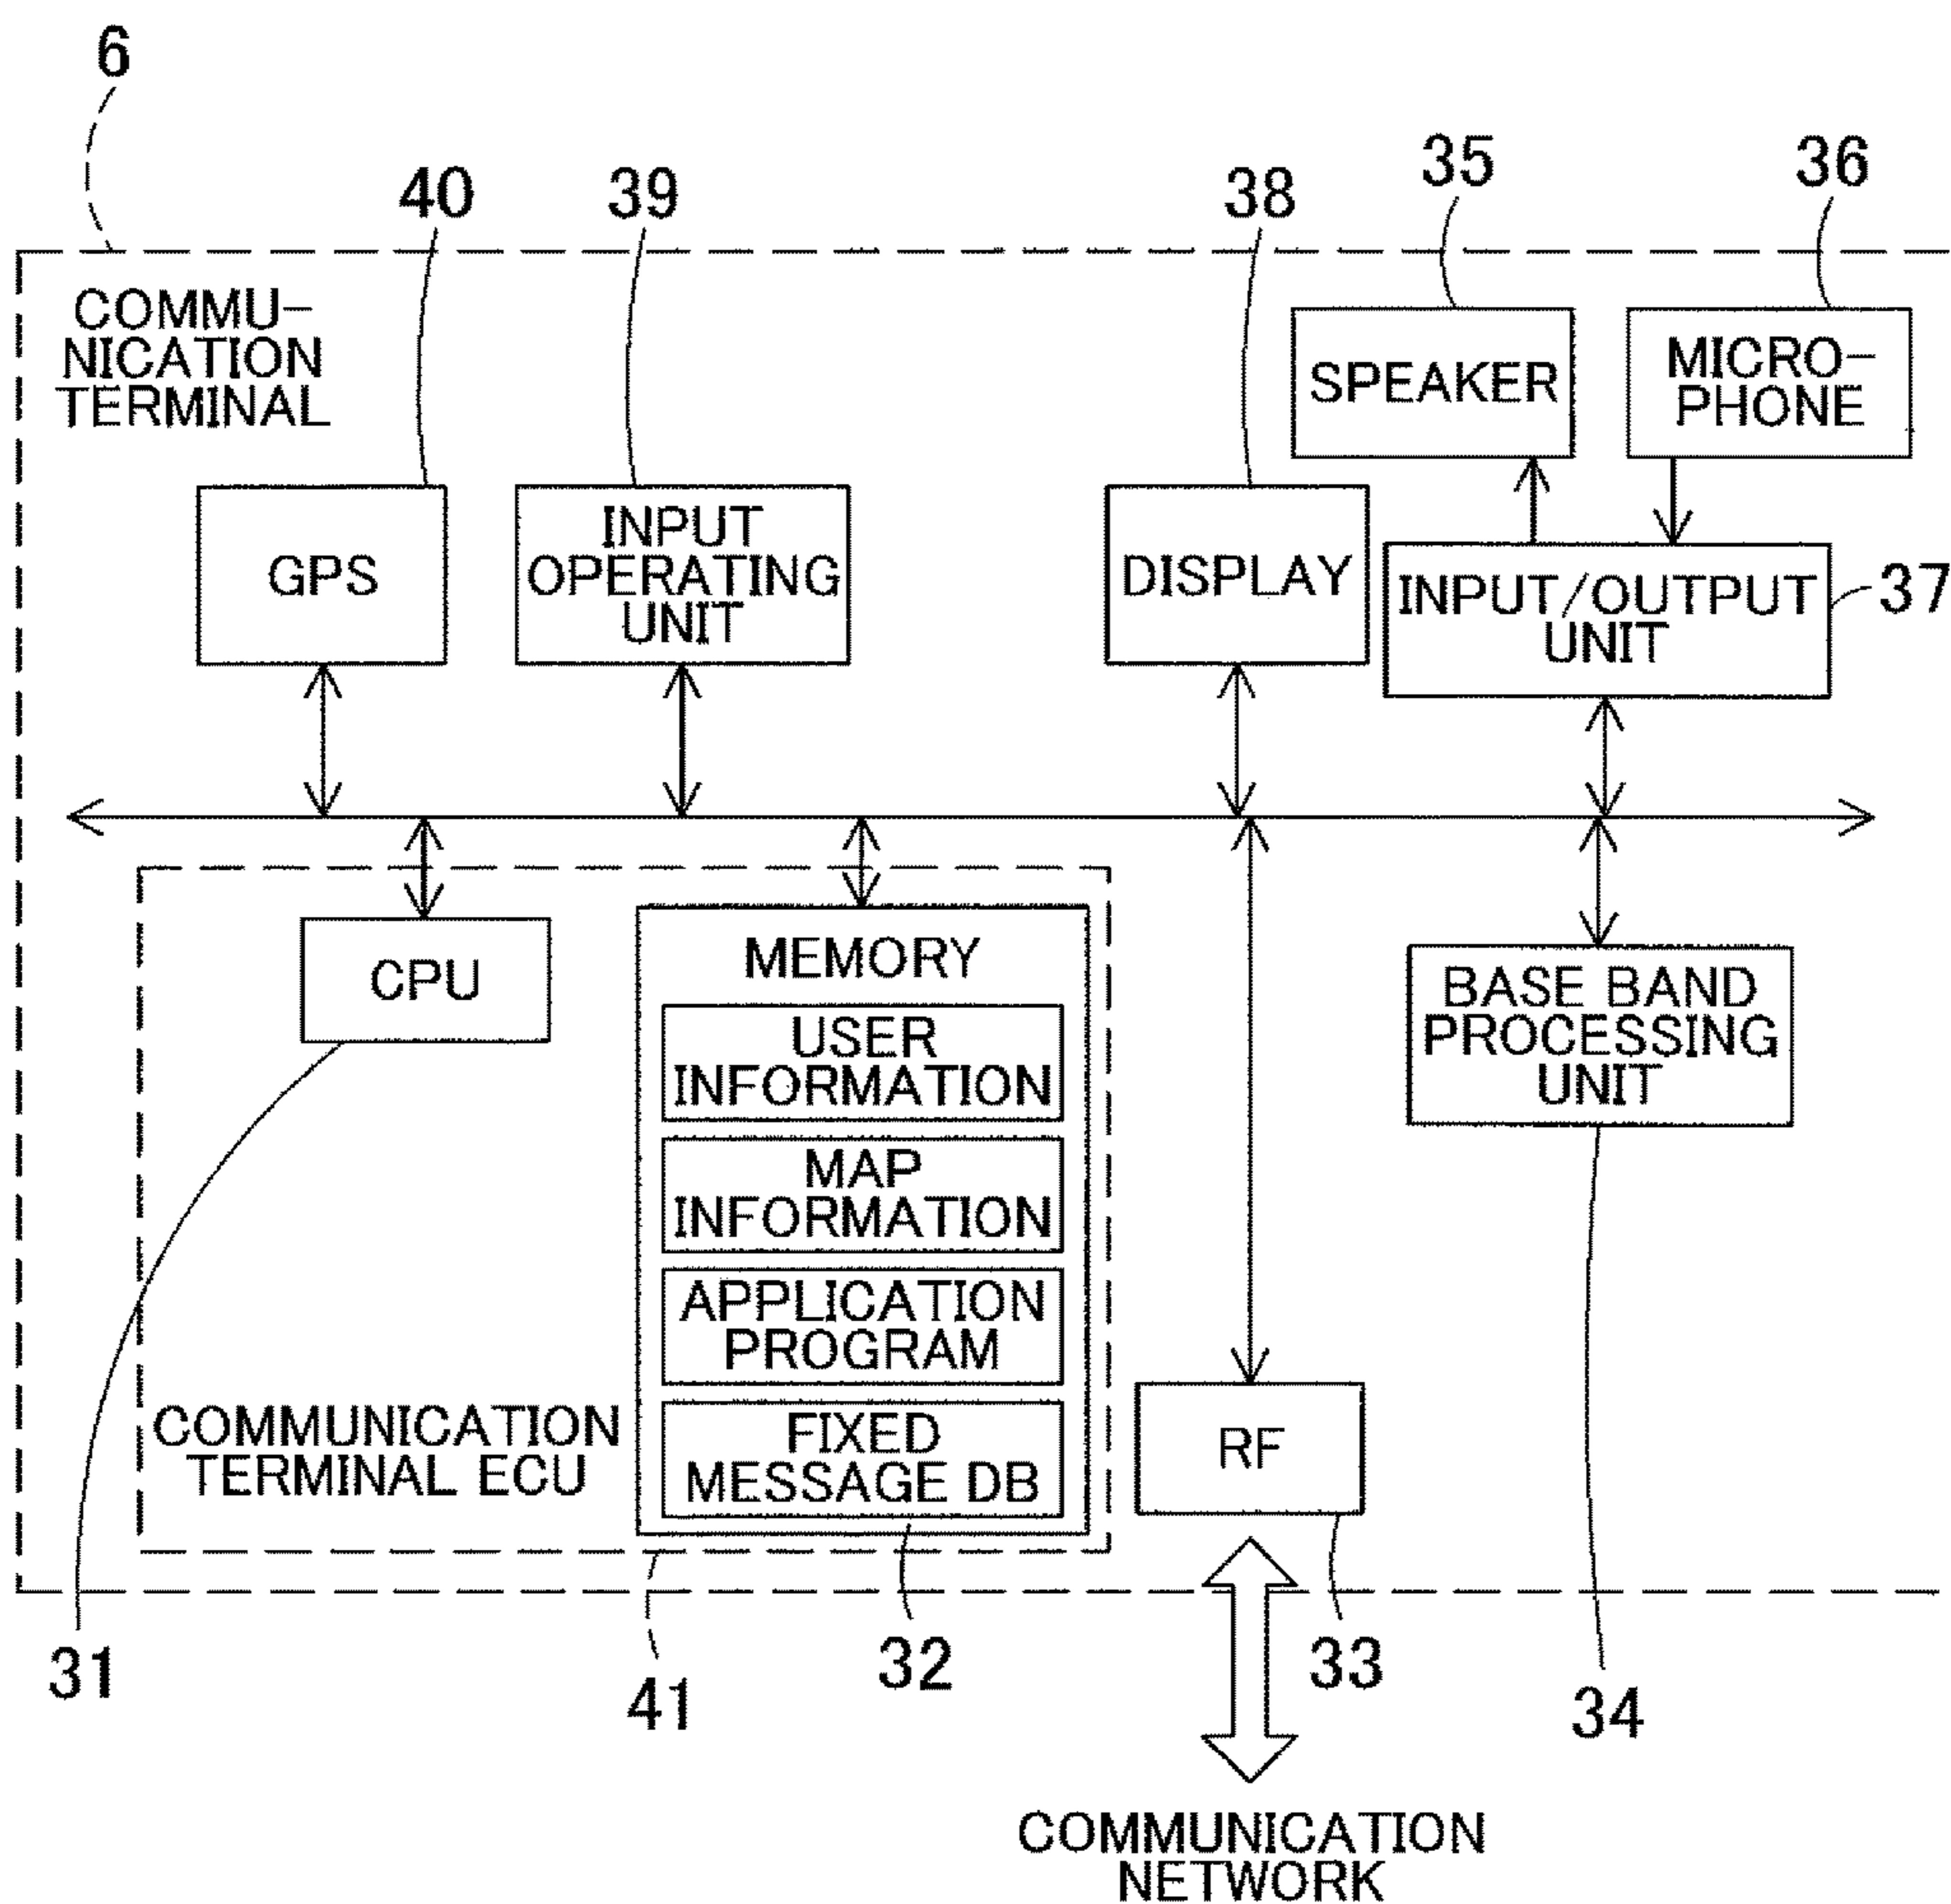 6
40
39
38
35
36
COMMU-
NICATION
TERMINAL
SPEAKER
MICRO-
PHONE
GPS
INPUT
OPERATING
UNIT
DISPLAY
INPUT/OUTPUT
UNIT
37
CPU
MEMORY
USER
INFORMATION
MAP
INFORMATION
APPLICATION
PROGRAM
FIXED
MESSAGE DB
BASE BAND
PROCESSING
UNIT
COMMUNICATION
TERMINAL ECU
RF
31
41
32
33
34
COMMUNICATION
NETWORK